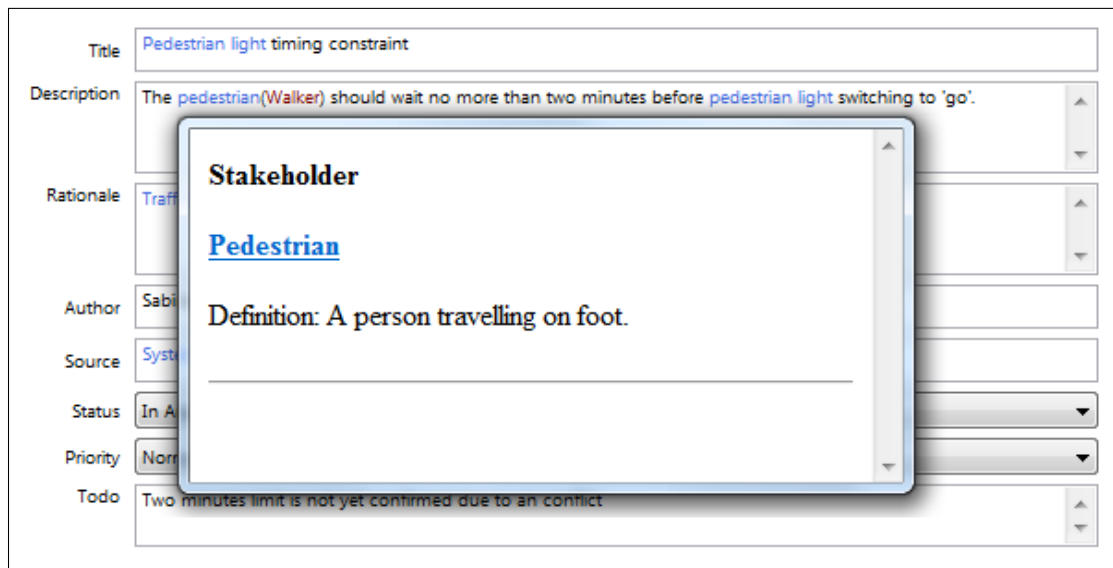 Title
Pedestrian light timing constraint
Description
The pedestrian(Walker) should wait no more than two minutes before pedestrian light switching to 'go'.
Stakeholder
Pedestrian
Definition: A person travelling on foot.
Rationale
Author
Source
Status
Priority
Todo
Two minutes limit is not yet confirmed due to an conflict